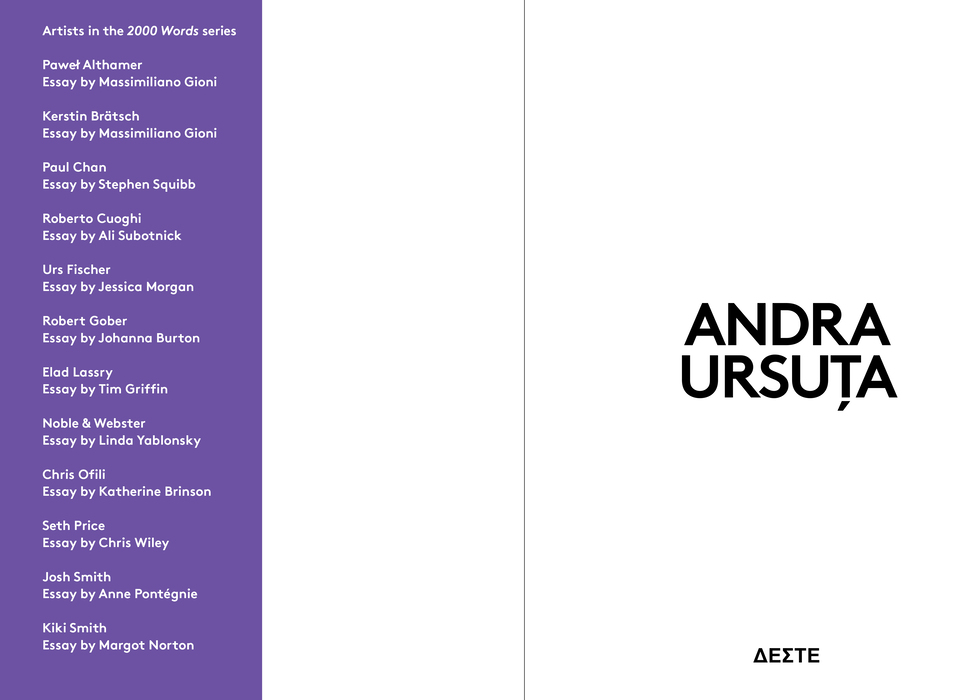 Artists in the 2000 Words series
Paweł Althamer
Essay by Massimiliano Gioni
Kerstin Brätsch
Essay by Massimiliano Gioni
Paul Chan
Essay by Stephen Squibb
Roberto Cuoghi
Essay by Ali Subotnick
Urs Fischer
Essay by Jessica Morgan
Robert Gober
Essay by Johanna Burton
Elad Lassry
Essay by Tim Griffin
Noble & Webster
Essay by Linda Yablonsky
Chris Ofili
Essay by Katherine Brinson
Seth Price
Essay by Chris Wiley
Josh Smith
Essay by Anne Pontégnie
Kiki Smith
Essay by Margot Norton
ANDRA
URSUȚA
ΔΕΣΤΕ